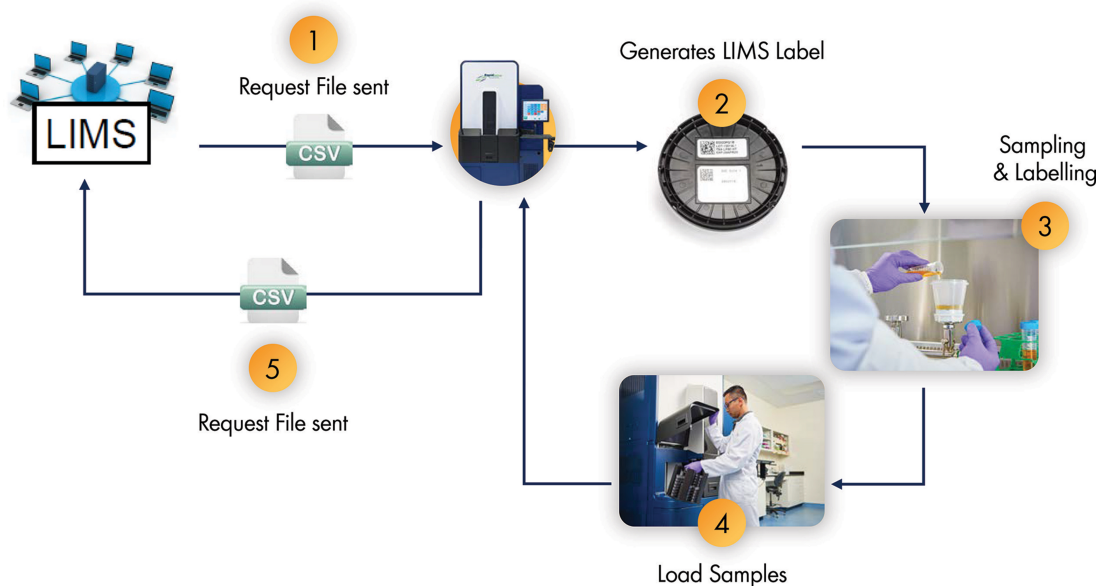 1
Request File sent
LIMS
CSV
Generates LIMS Label
2
Sampling
& Labelling
3
CSV
5
Request File sent
4
Load Samples